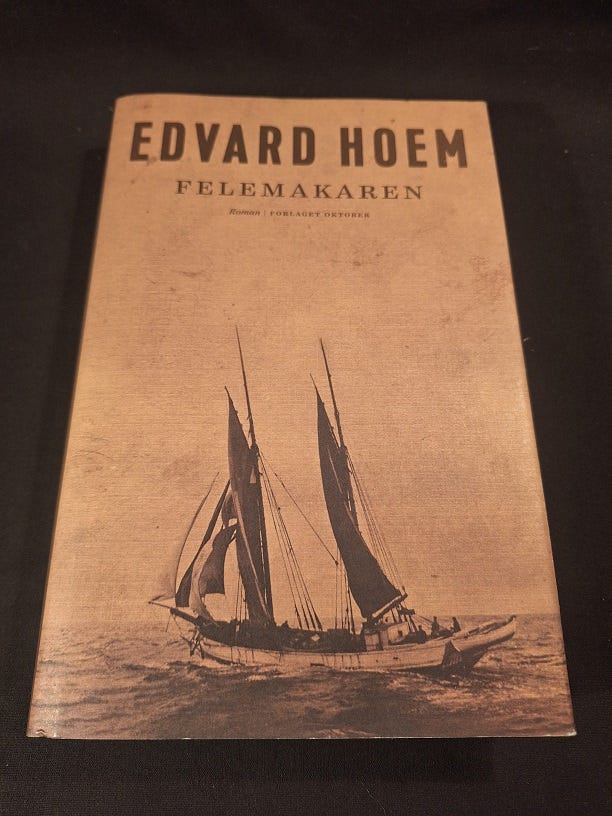 EDVARD HOEM
FELEMAKAREN
Roman | FORLAGET OKTOBER